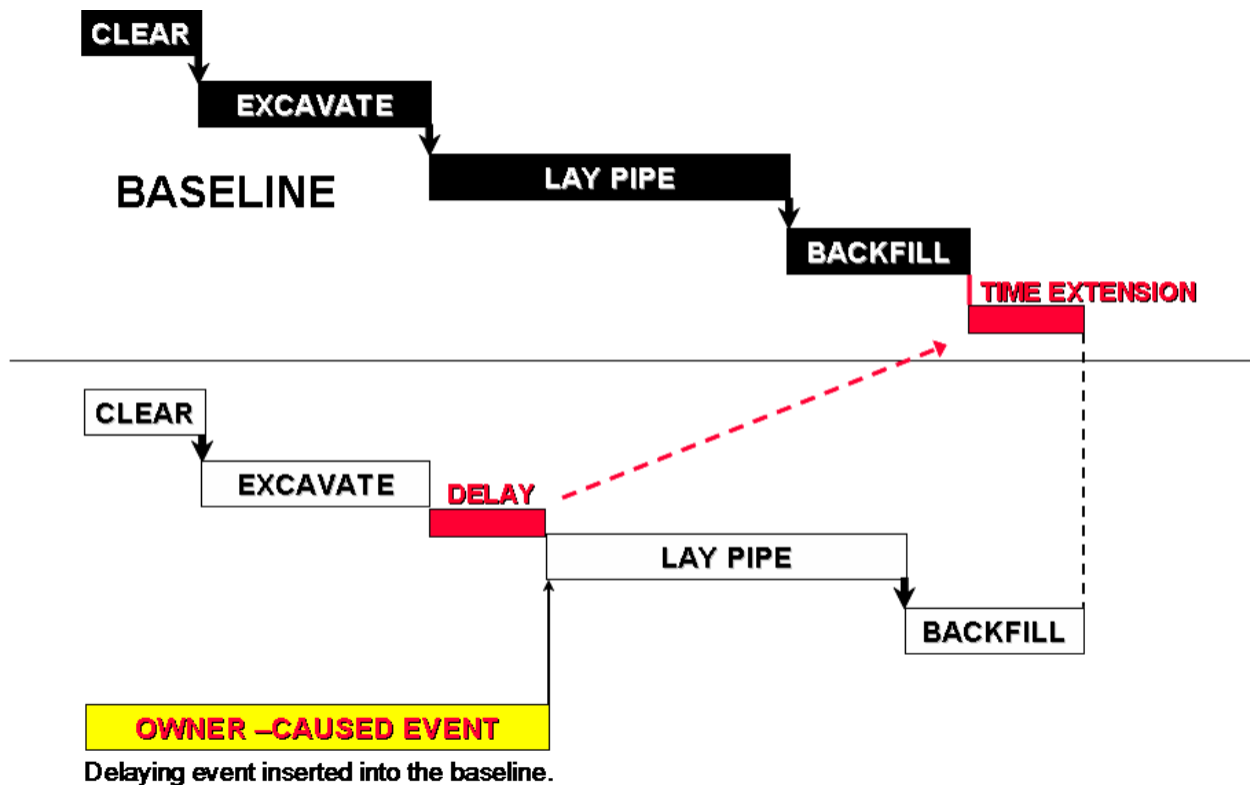 CLEAR
EXCAVATE
LAY PIPE
BASELINE
BACKFILL
TIME EXTENSION
CLEAR
EXCAVATE
DELAY
LAY PIPE
BACKFILL
OWNER –CAUSED EVENT
Delaying event inserted into the baseline.